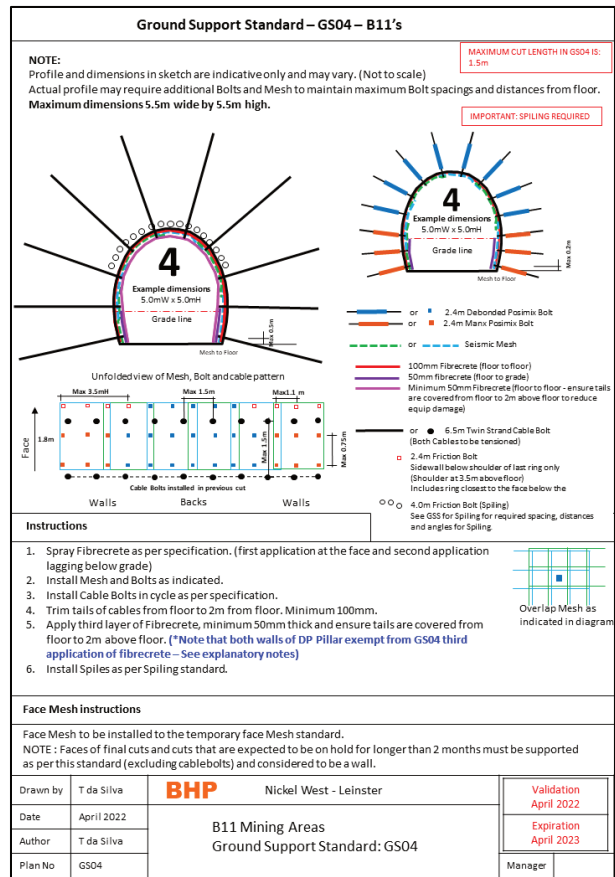 Ground Support Standard – GS04 – B11's
MAXIMUM CUT LENGTH IN GS04 IS:
1.5m
NOTE:
Profile and dimensions in sketch are indicative only and may vary. (Not to scale)
Actual profile may require additional Bolts and Mesh to maintain maximum Bolt spacings and distances from floor.
Maximum dimensions 5.5m wide by 5.5m high.
IMPORTANT: SPILING REQUIRED
4
Example dimensions
5.0mW x 5.0mH
Grade line
Max 0.5m
Mesh to Floor
4
Example dimensions
5.0mW x 5.0mH
Grade line
Max 0.2m
Mesh to Floor
or 2.4m Debonded Posimix Bolt
or 2.4m Manx Posimix Bolt
or Seismic Mesh
100mm Fibrecrete (floor to floor)
50mm fibrecrete (floor to grade)
Minimum 50mm Fibrecrete (floor to floor - ensure tails
are covered from floor to 2m above floor to reduce
equip damage)
or 6.5m Twin Strand Cable Bolt
(Both Cables to be tensioned)
2.4m Friction Bolt
Sidewall below shoulder of last ring only
(Shoulder at 3.5m above floor)
Includes ring closest to the face below the
4.0m Friction Bolt (Spiling)
See GSS for Spiling for required spacing, distances
and angles for Spiling.
Unfolded view of Mesh, Bolt and cable pattern
Max 3.5mH
Max 1.5m
Max1.1 m
Face
1.8m
Max 1.5m
Max 0.75m
Cable Bolts installed in previous cut
Walls Backs Walls
Instructions
1. Spray Fibrecrete as per specification. (first application at the face and second application
lagging below grade)
2. Install Mesh and Bolts as indicated.
3. Install Cable Bolts in cycle as per specification.
4. Trim tails of cables from floor to 2m from floor. Minimum 100mm.
5. Apply third layer of Fibrecrete, minimum 50mm thick and ensure tails are covered from
floor to 2m above floor. (*Note that both walls of DP Pillar exempt from GS04 third
application of fibrecrete – See explanatory notes)
6. Install Spiles as per Spiling standard.
Overlap Mesh as
indicated in diagram
Face Mesh instructions
Face Mesh to be installed to the temporary face Mesh standard.
NOTE : Faces of final cuts and cuts that are expected to be on hold for longer than 2 months must be supported
as per this standard (excluding cablebolts) and considered to be a wall.
Drawn by T da Silva
Date April 2022
Author T da Silva
Plan No GS04
BHP Nickel West - Leinster
B11 Mining Areas
Ground Support Standard: GS04
Validation
April 2022
Expiration
April 2023
Manager